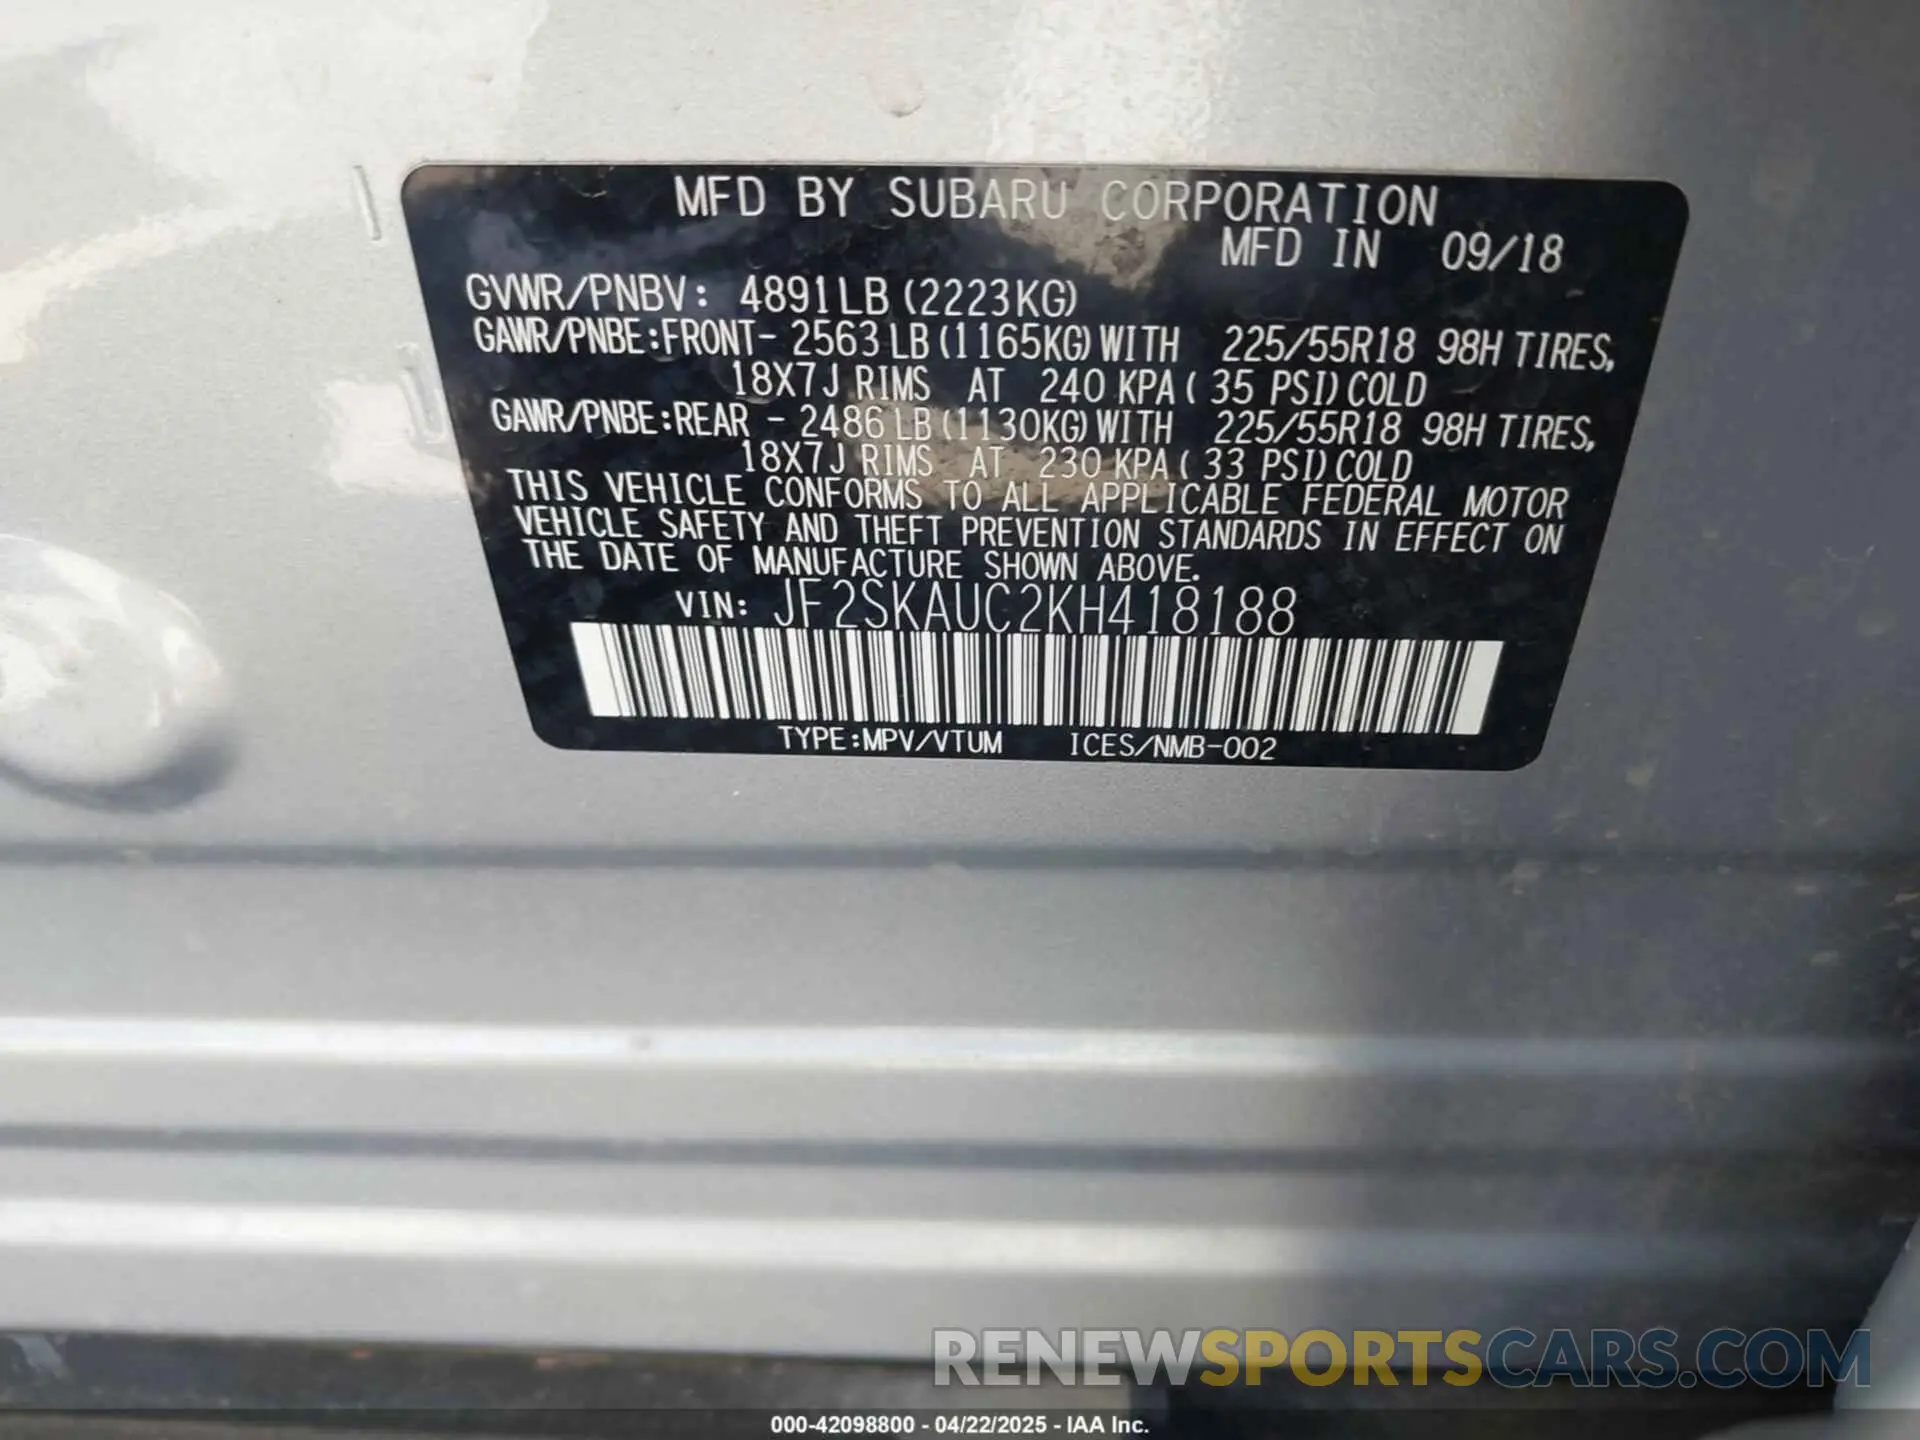 MFD BY SUBARU CORPORATION
MFD IN 09/18
GVWR/PNBV: 4891LB (2223KG)
GAWR/PNBE:FRONT- 2563 LB (1165KG) WITH 225/55R18 98H TIRES,
18X7J RIMS AT 240 KPA ( 35 PSI) COLD
GAWR/PNBE:REAR - 2486 LB (1130KG) WITH 225/55R18 98H TIRES,
18X7J RIMS AT 230 KPA ( 33 PSI) COLD
THIS VEHICLE CONFORMS TO ALL APPLICABLE FEDERAL MOTOR
VEHICLE SAFETY AND THEFT PREVENTION STANDARDS IN EFFECT ON
THE DATE OF MANUFACTURE SHOWN ABOVE.
VIN: JF2SKAUC2KH418188
TYPE:MPV/VTUM ICES/NMB-002
RENEWSPORTSCARS.COM
000-42098800 - 04/22/2025 - IAA Inc.